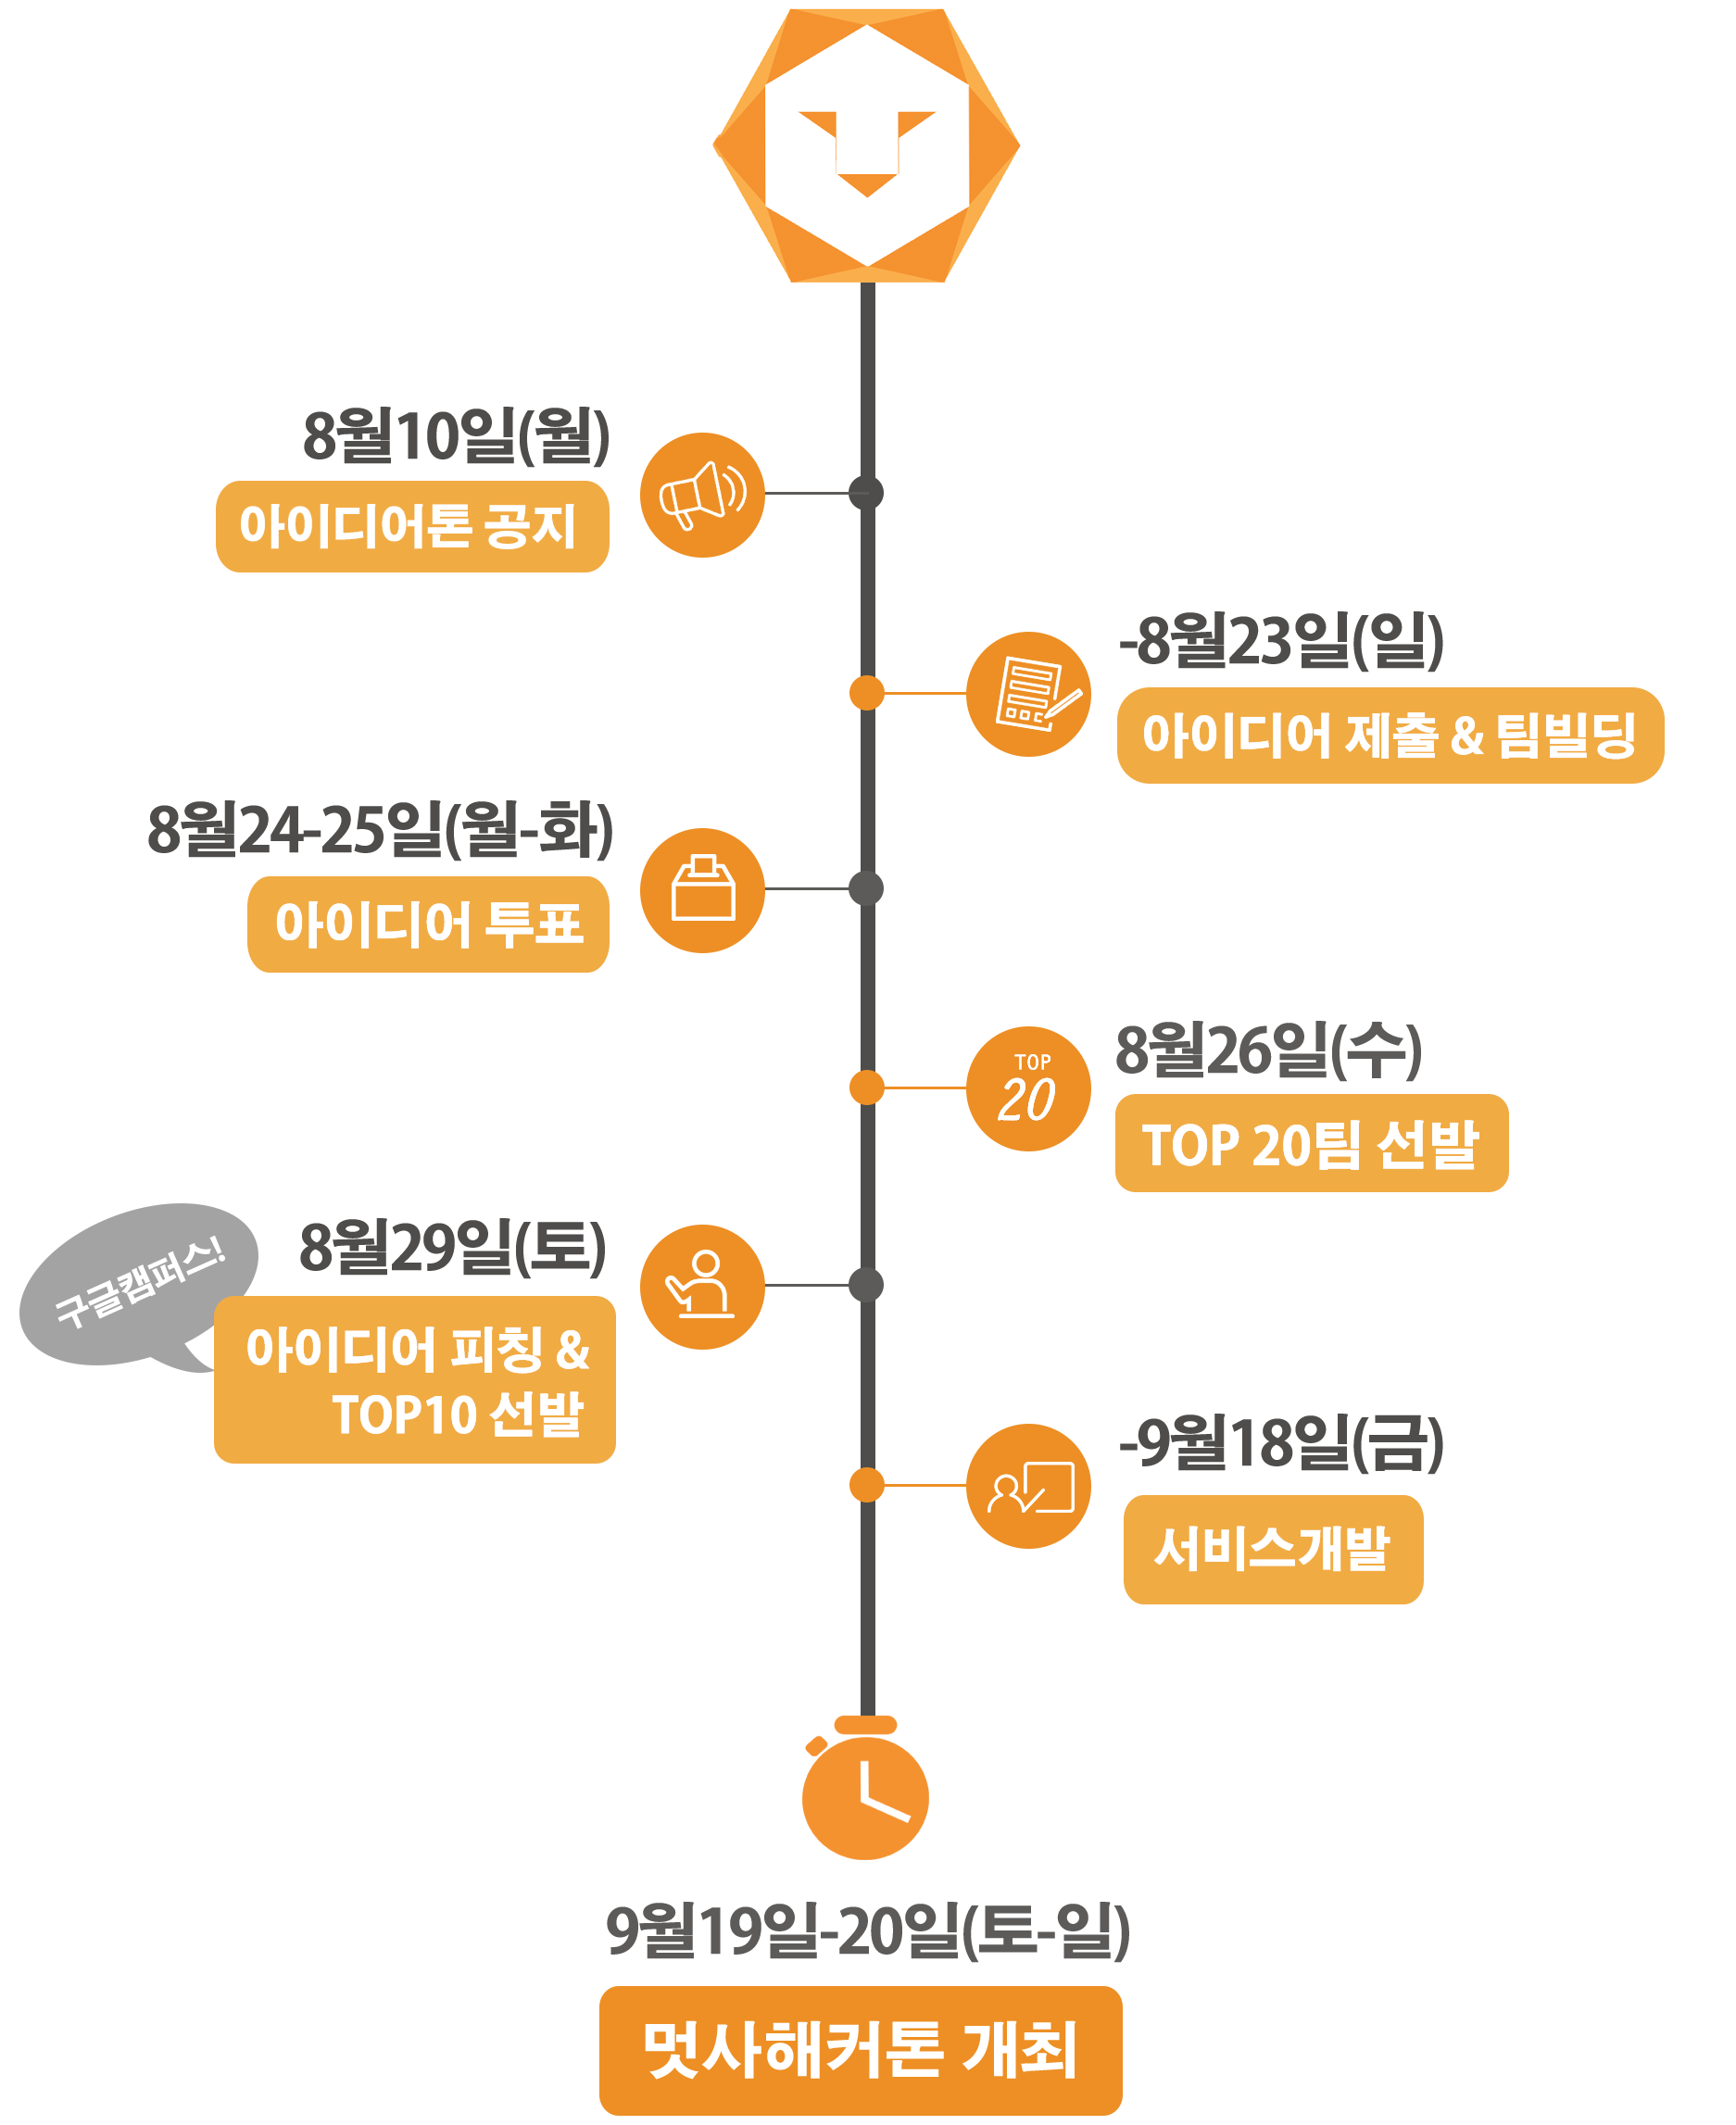 8월10일(월)
아이디어톤 공지
-8월23일(일)
아이디어 제출 & 팀빌딩
8월24-25일(월-화)
아이디어 투표
TOP
20
8월26일(수)
TOP 20팀 선발
구글캠퍼스!
8월29일(토)
아이디어 피칭 &
TOP10 선발
-9월18일(금)
서비스개발
9월19일-20일(토-일)
멋사해커톤 개최